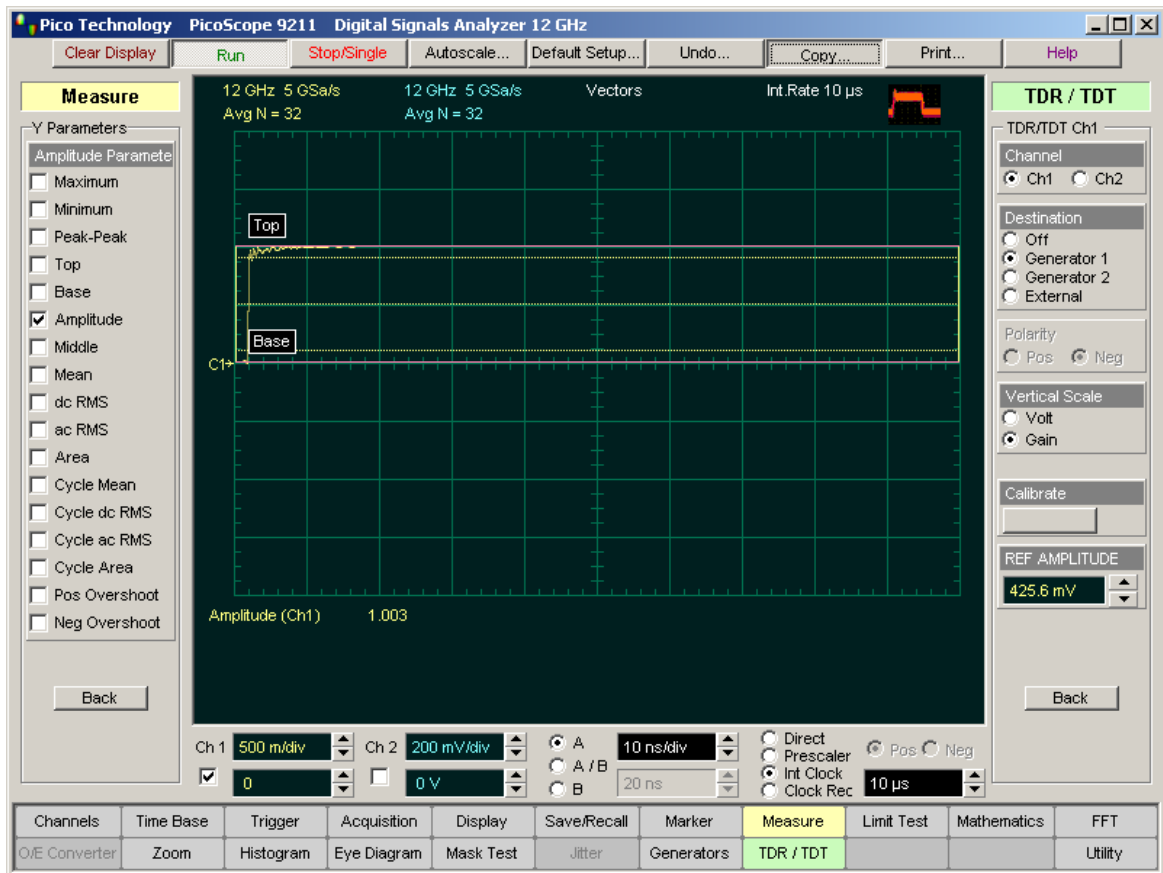 Pico Technology PicoScope 9211 Digital Signals Analyzer 12 GHz
Clear Display Run Stop/Single Autoscale... Default Setup... Undo... Copy... Print... Help
Measure
Y Parameters
Amplitude Paramete
Maximum
Minimum
Peak-Peak
Top
Base
Amplitude
Middle
Mean
dc RMS
ac RMS
Area
Cycle Mean
Cycle dc RMS
Cycle ac RMS
Cycle Area
Pos Overshoot
Neg Overshoot
Back
12 GHz 5 GSa/s 12 GHz 5 GSa/s Vectors Int.Rate 10 µs
Avg N = 32 Avg N = 32
Top
Base
C1
Amplitude (Ch1) 1.003
TDR / TDT
TDR/TDT Ch1
Channel
Ch1 Ch2
Destination
Off
Generator 1
Generator 2
External
Polarity
Pos Neg
Vertical Scale
Volt
Gain
Calibrate
REF AMPLITUDE
425.6 mV
Back
Ch 1 500 m/div Ch 2 200 mV/div A 10 ns/div Direct
A / B Prescaler Pos Neg
0 0 V B 20 ns Int Clock
Clock Rec 10 µs
Channels Time Base Trigger Acquisition Display Save/Recall Marker Measure Limit Test Mathematics FFT
O/E Converter Zoom Histogram Eye Diagram Mask Test Jitter Generators TDR / TDT Utility